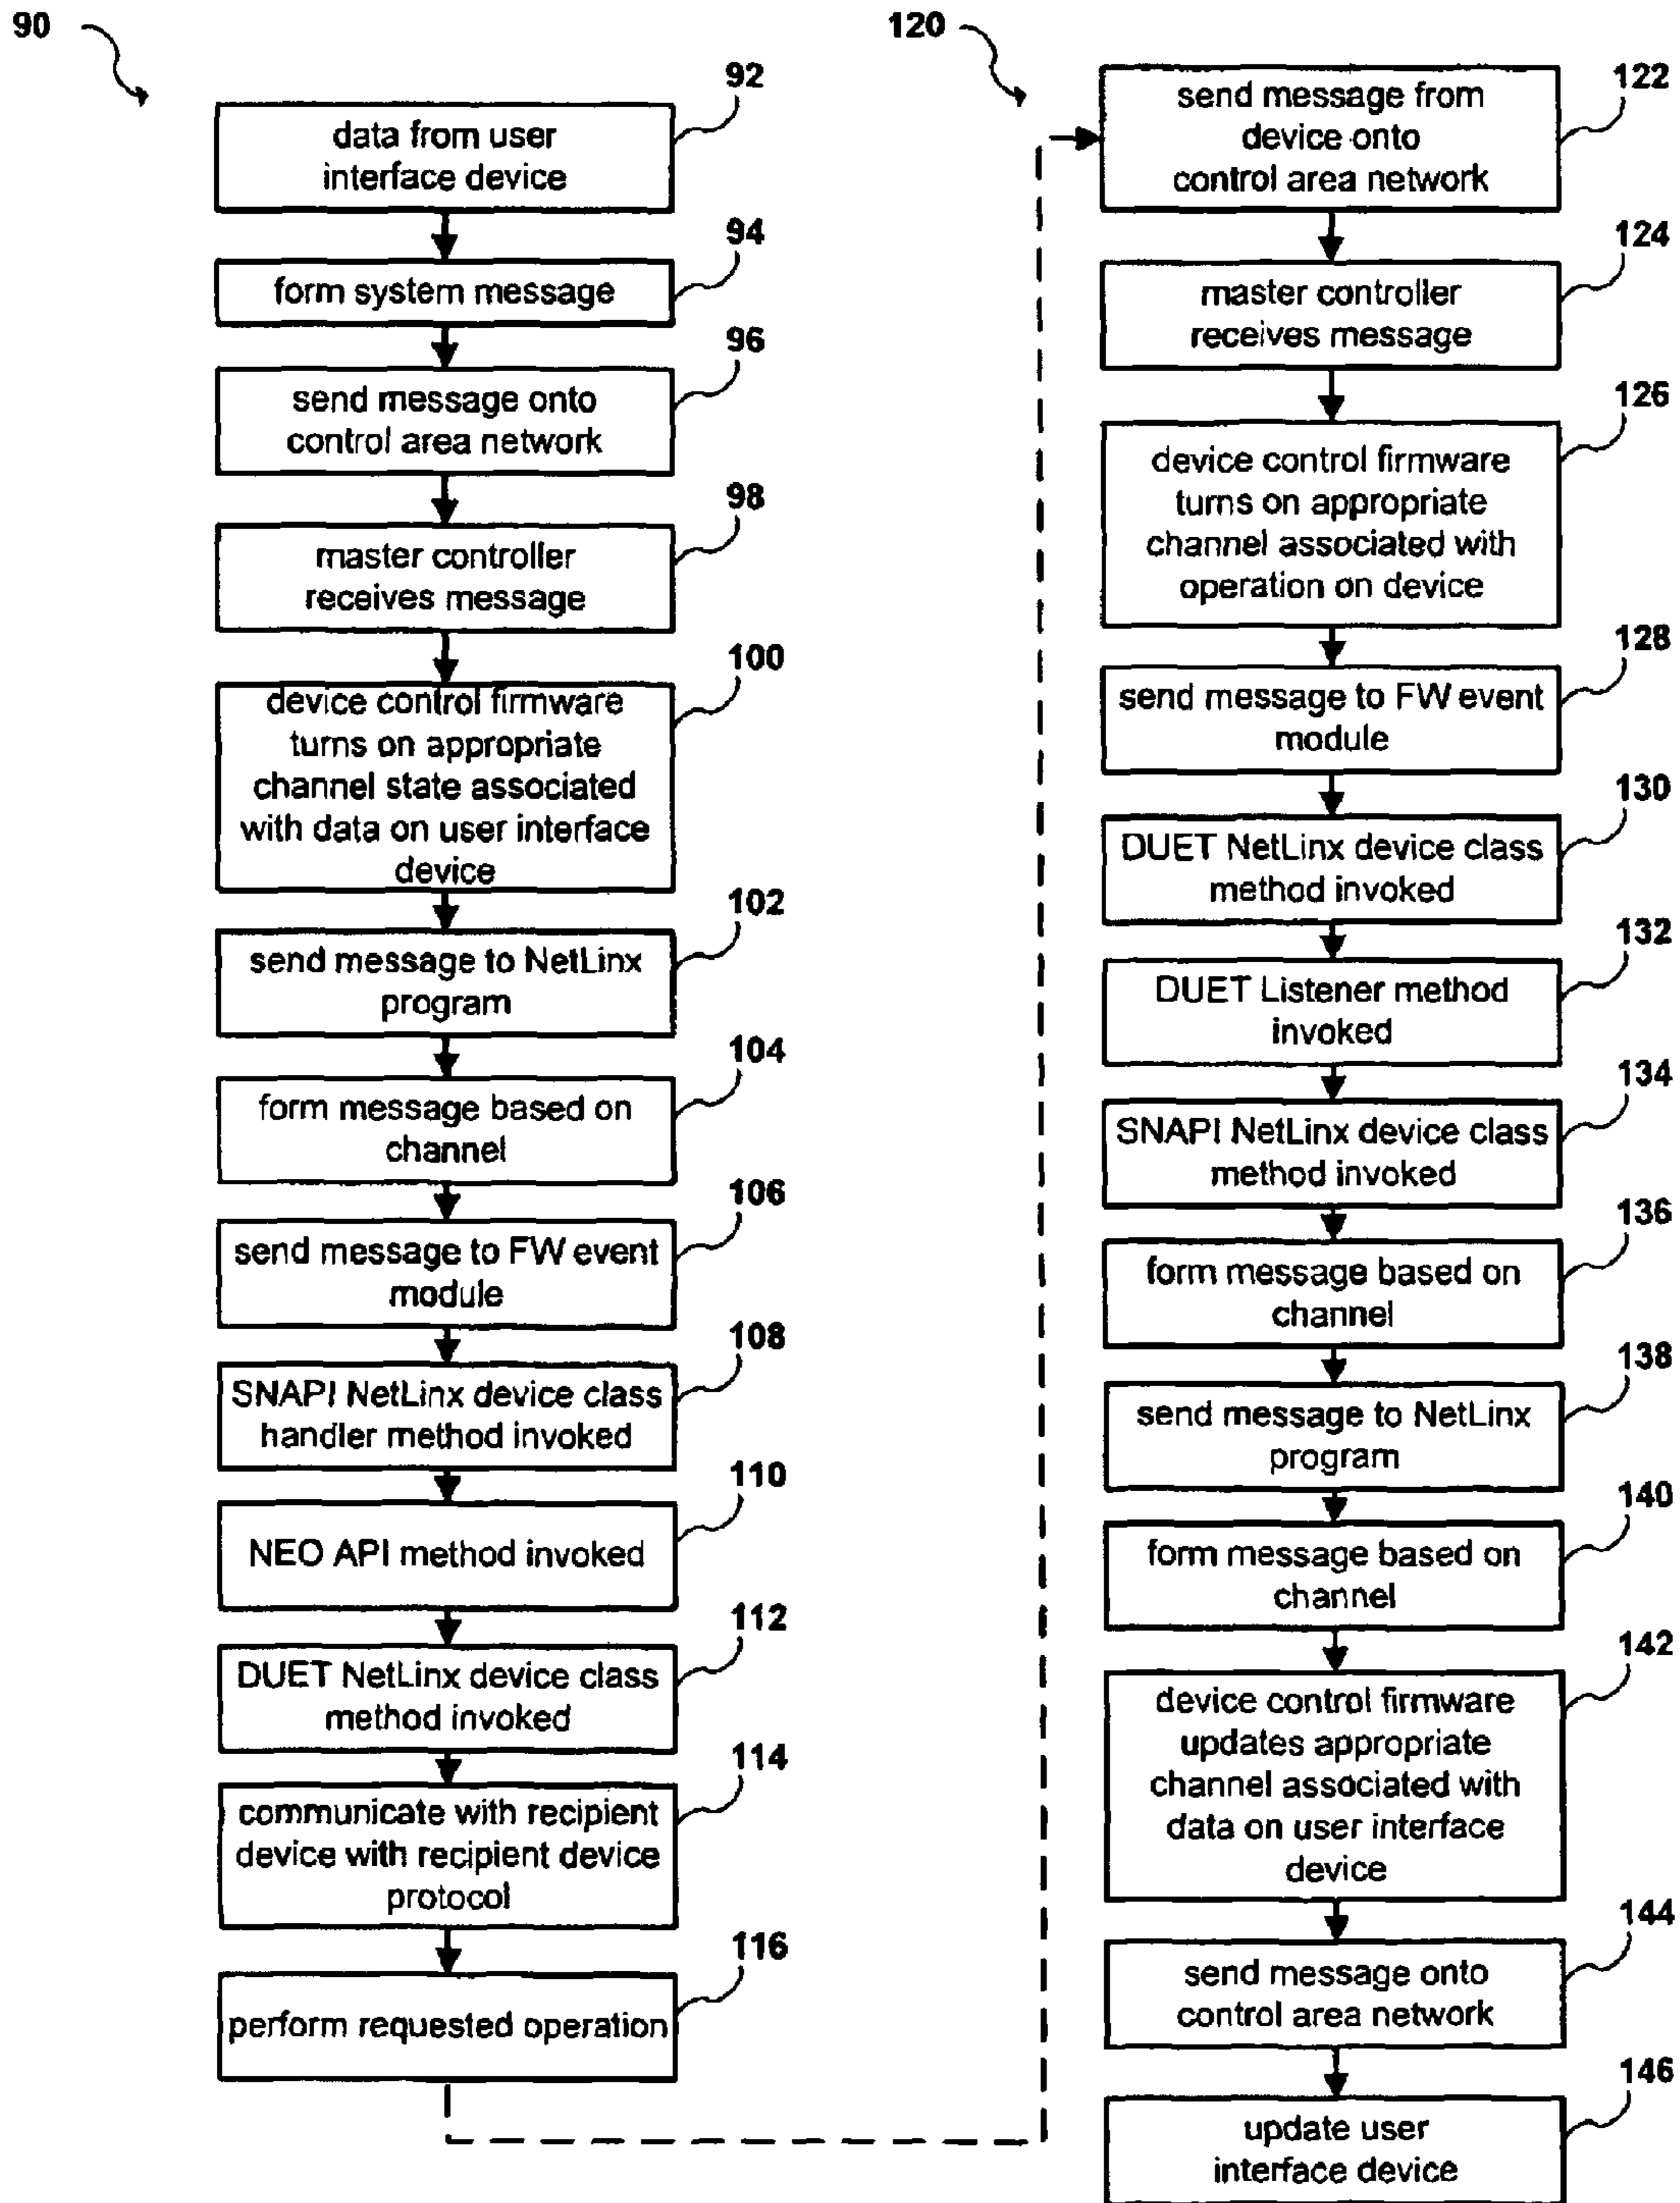 90
92
data from user
interface device
94
form system message
96
send message onto
control area network
98
master controller
receives message
100
device control firmware
turns on appropriate
channel state associated
with data on user interface
device
102
send message to NetLinx
program
104
form message based on
channel
106
send message to FW event
module
108
SNAPI NetLinx device class
handler method invoked
110
NEO API method invoked
112
DUET NetLinx device class
method invoked
114
communicate with recipient
device with recipient device
protocol
116
perform requested operation
120
122
send message from
device onto
control area network
124
master controller
receives message
126
device control firmware
turns on appropriate
channel associated with
operation on device
128
send message to FW event
module
130
DUET NetLinx device class
method invoked
132
DUET Listener method
invoked
134
SNAPI NetLinx device class
method invoked
136
form message based on
channel
138
send message to NetLinx
program
140
form message based on
channel
142
device control firmware
updates appropriate
channel associated with
data on user interface
device
144
send message onto
control area network
146
update user
interface device